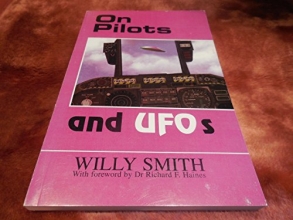 On
Pilots
and UFOs
WILLY SMITH
With foreword by Dr Richard F. Haines